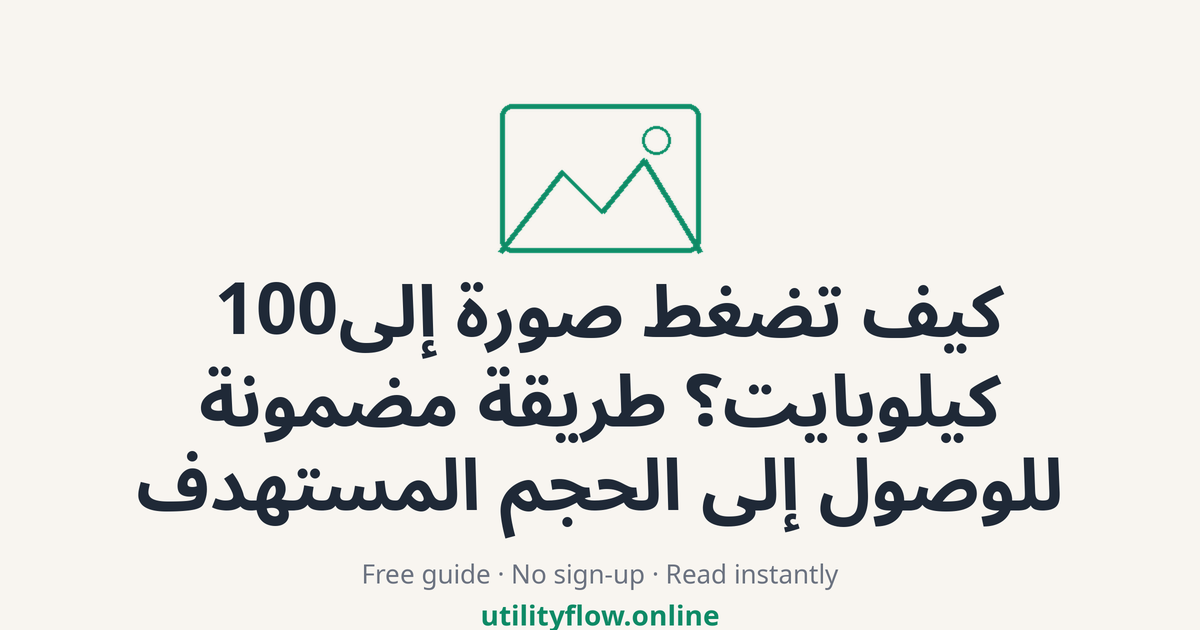 كيف تضغط صورة إلى100
كيلوبايت؟ طريقة مضمونة
للوصول إلى الحجم المستهدف
Free guide · No sign-up · Read instantly
utilityflow.online